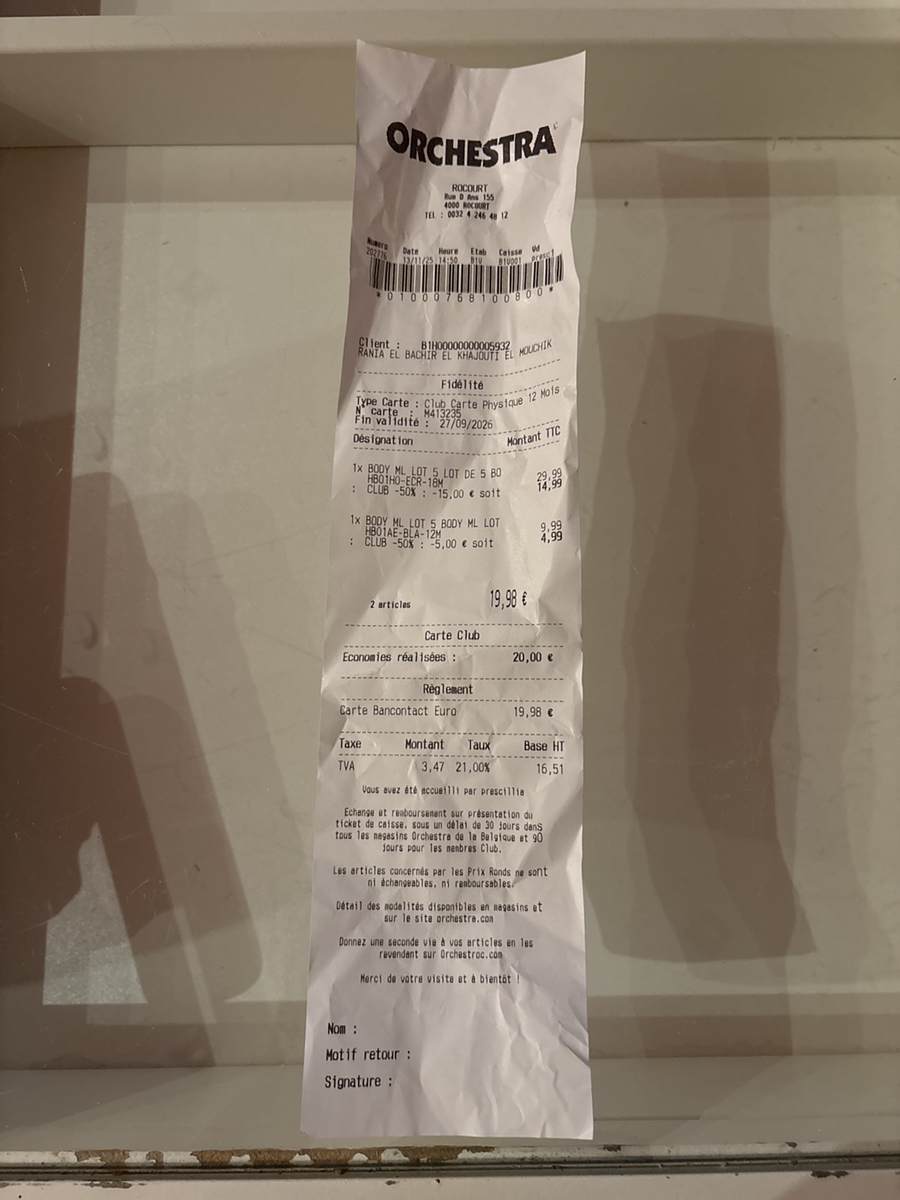 ORCHESTRA
ROCOURT
Rue D Ans 155
4000 ROCOURT
TEL : 0032 4 246 48 12
Numero Date Heure Etab Caisse Vd
202776 13/11/25 14:50 B1U B1U001 presci
*01000768100800*
Client : B1H00000000005932
RANIA EL BACHIR EL KHAJOUTI EL MOUCHIK
Fidélité
Type Carte : Club Carte Physique 12 Mois
N° carte : M413235
Fin validité : 27/09/2026
Désignation Montant TTC
1x BODY ML LOT 5 LOT DE 5 BO 29,99
HB01HO-ECR-18M
: CLUB -50% : -15,00 € soit 14,99
1x BODY ML LOT 5 BODY ML LOT 9,99
HB01AE-BLA-12M
: CLUB -50% : -5,00 € soit 4,99
2 articles 19,98 €
Carte Club
Economies réalisées : 20,00 €
Règlement
Carte Bancontact Euro 19,98 €
Taxe Montant Taux Base HT
TVA 3,47 21,00% 16,51
Vous avez été accueilli par prescillia
Echange et remboursement sur présentation du
ticket de caisse, sous un délai de 30 jours dans
tous les magasins Orchestra de la Belgique et 90
jours pour les membres Club.
Les articles concernés par les Prix Ronds ne sont
ni échangeables, ni remboursables.
Détail des modalités disponibles en magasins et
sur le site orchestra.com
Donnez une seconde vie à vos articles en les
revendant sur Orchestroc.com
Merci de votre visite et à bientôt !
Nom :
Motif retour :
Signature :